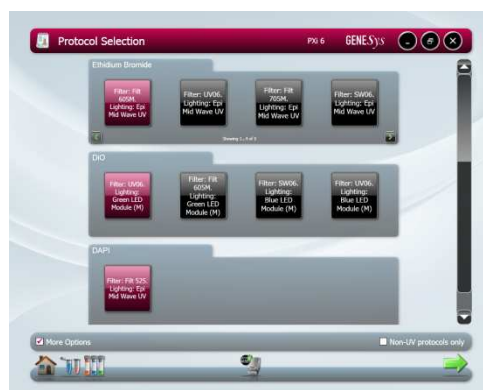 Protocol Selection
PXi 6
GENESys
Ethidium Bromide
Filter: Filt
605M.
Lighting: Epi
Mid Wave UV
Filter: UV06.
Lighting: Epi
Mid Wave UV
Filter: Filt
705M.
Lighting: Epi
Mid Wave UV
Filter: SW06.
Lighting: Epi
Mid Wave UV
DiO
Filter: UV06.
Lighting:
Green LED
Module (M)
Filter: Filt
605M.
Lighting:
Green LED
Module (M)
Filter: SW06.
Lighting:
Blue LED
Module (M)
Filter: UV06.
Lighting:
Blue LED
Module (M)
DAPI
Filter: Filt 525.
Lighting: Epi
Mid Wave UV
More Options
Non-UV protocols only